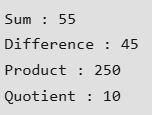 Sum : 55
Difference : 45
Product : 250
Quotient : 10